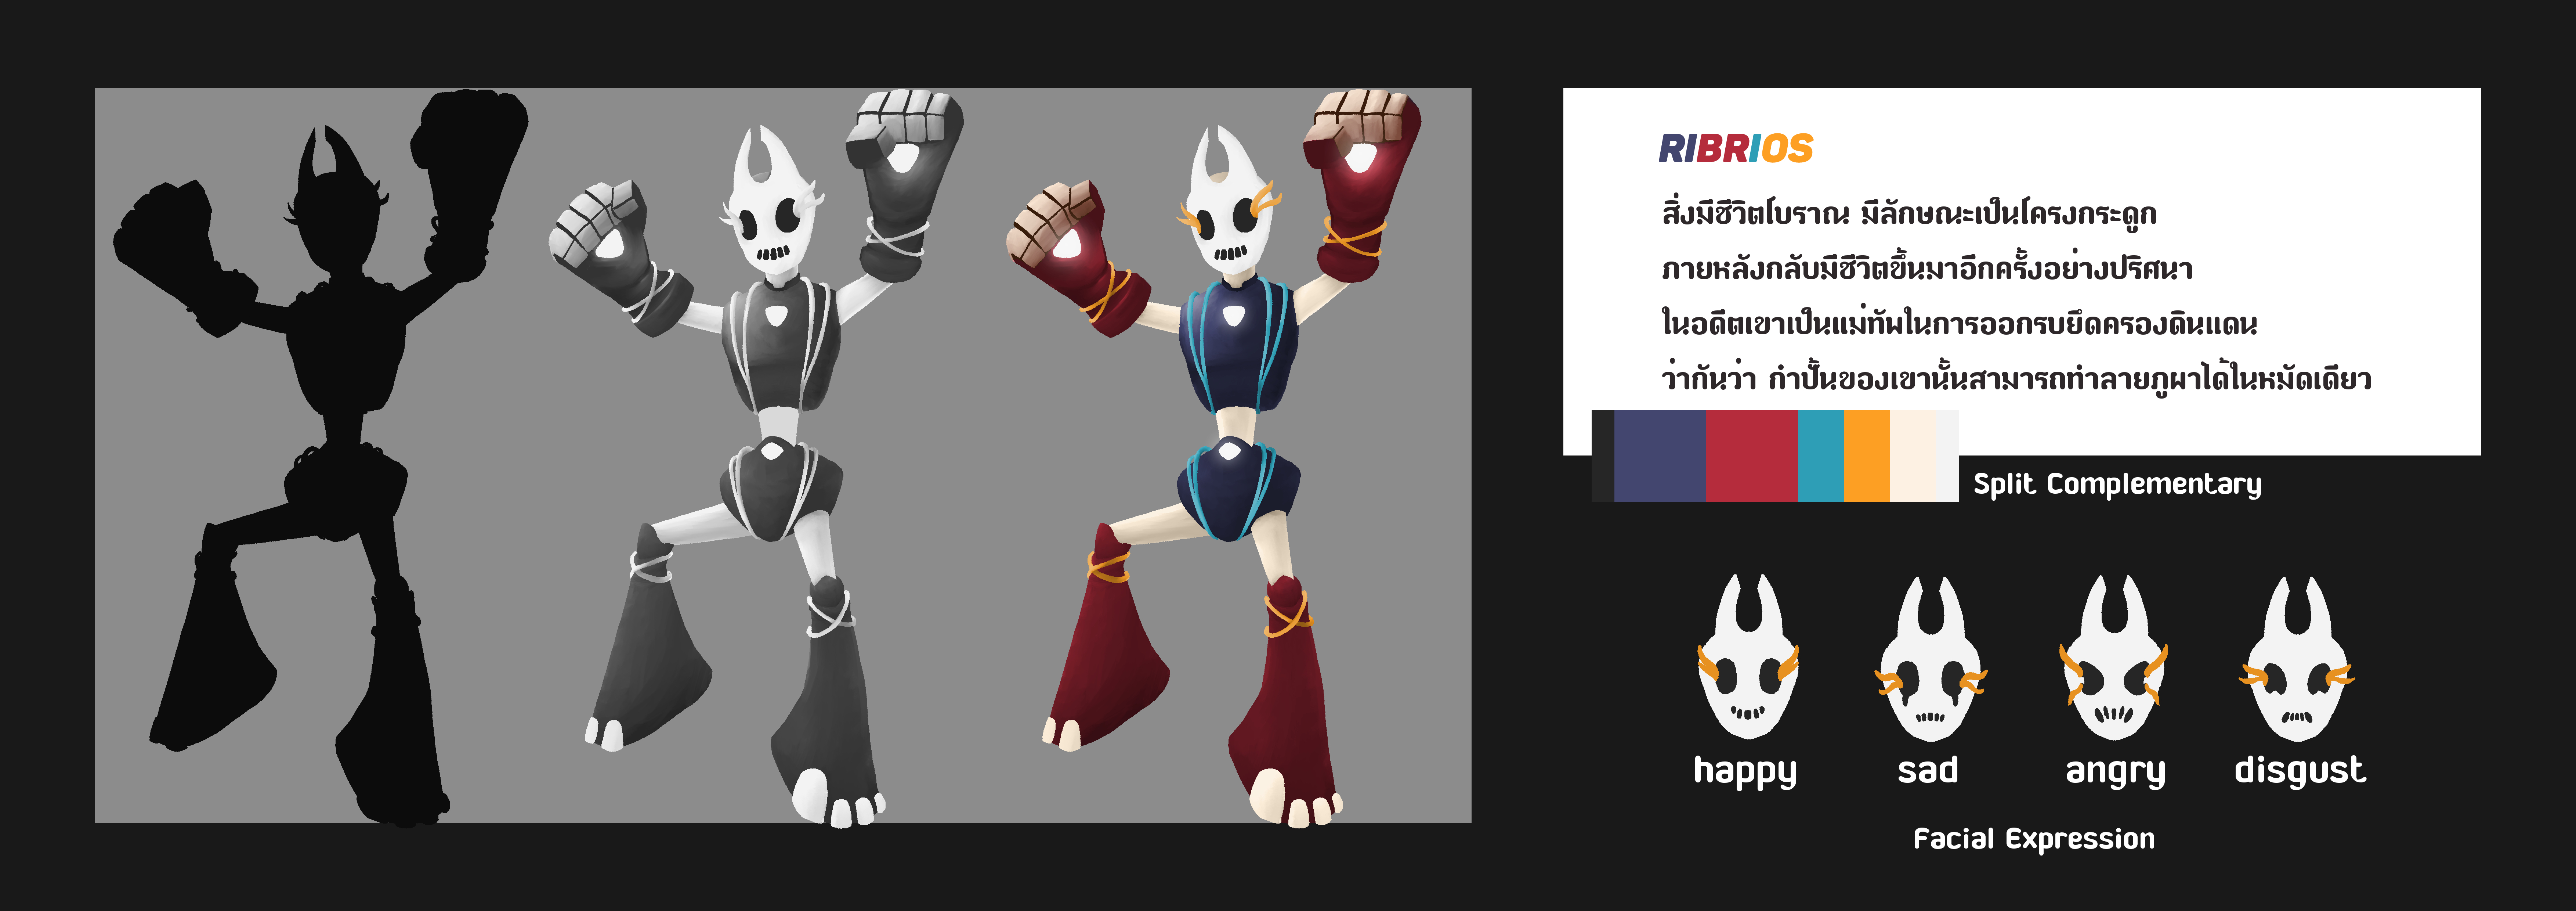 RIBRIOS
สิ่งมีชีวิตโบราณ มีลักษณะเป็นโครงกระดูก
ภายหลังกลับมีชีวิตขึ้นมาอีกครั้งอย่างปริศนา
ในอดีตเขาเป็นแม่ทัพในการออกรบยึดครองดินแดน
ว่ากันว่า กำปั้นของเขานั้นสามารถทำลายภูผาได้ในหมัดเดียว
Split Complementary
happy sad angry disgust
Facial Expression